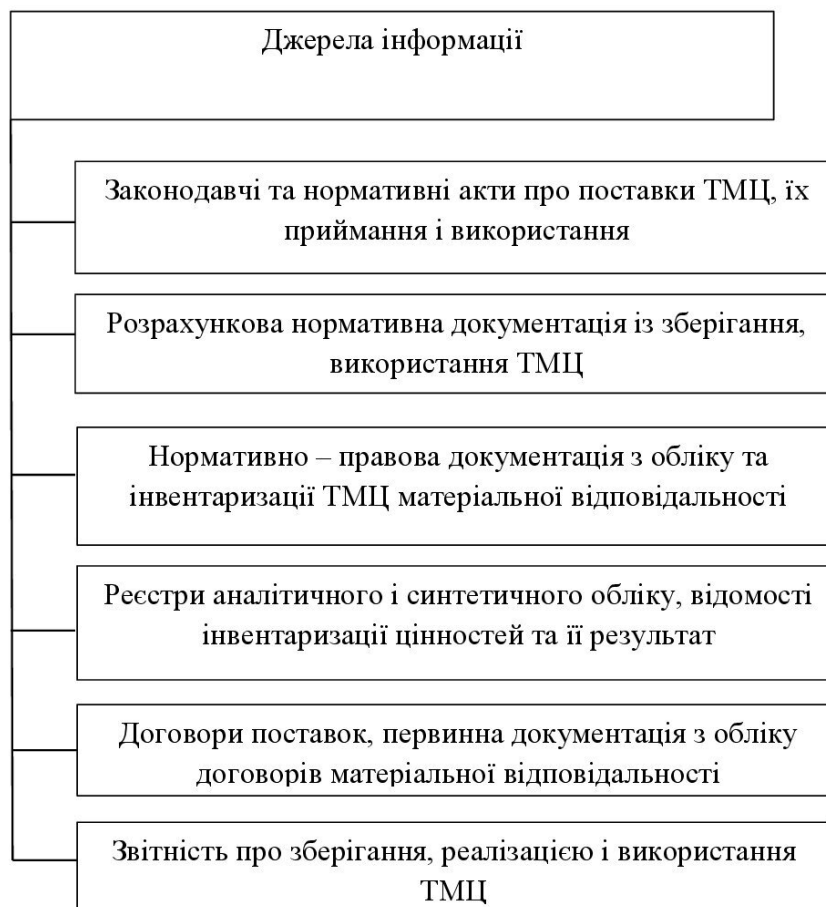 Джерела інформації
Законодавчі та нормативні акти про поставки ТМЦ, їх
приймання і використання
Розрахункова нормативна документація із зберігання,
використання ТМЦ
Нормативно – правова документація з обліку та
інвентаризації ТМЦ матеріальної відповідальності
Реєстри аналітичного і синтетичного обліку, відомості
інвентаризації цінностей та її результат
Договори поставок, первинна документація з обліку
договорів матеріальної відповідальності
Звітність про зберігання, реалізацією і використання
ТМЦ